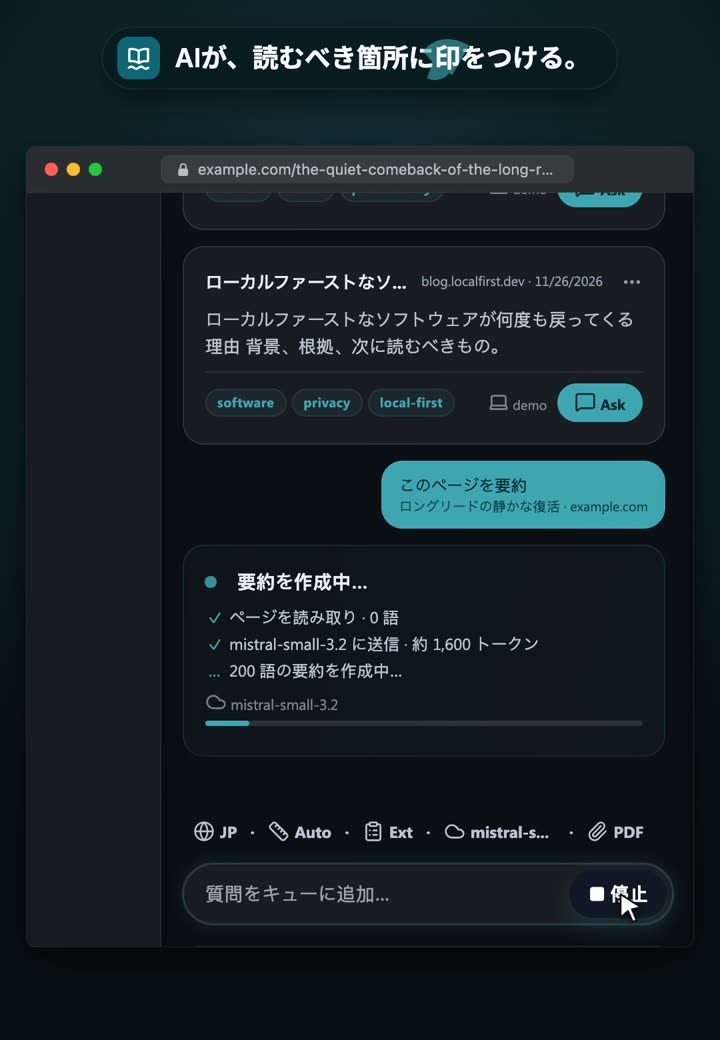 AIが、読むべき箇所に印をつける。
example.com/the-quiet-comeback-of-the-long-r…
demo
Ask
ローカルファーストなソ… blog.localfirst.dev · 11/26/2026
ローカルファーストなソフトウェアが何度も戻ってくる
理由 背景、根拠、次に読むべきもの。
software privacy local-first demo Ask
このページを要約
ロングリードの静かな復活 · example.com
要約を作成中…
ページを読み取り · 0 語
mistral-small-3.2 に送信 · 約 1,600 トークン
… 200 語の要約を作成中…
mistral-small-3.2
JP · Auto · Ext · mistral-s… · PDF
質問をキューに追加… 停止